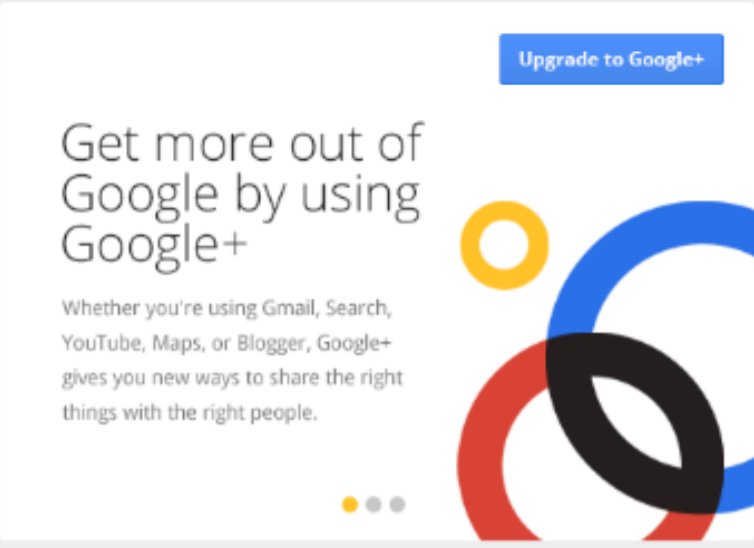 Upgrade to Google+
Get more out of
Google by using
Google+
Whether you're using Gmail, Search,
YouTube, Maps, or Blogger, Google+
gives you new ways to share the right
things with the right people.